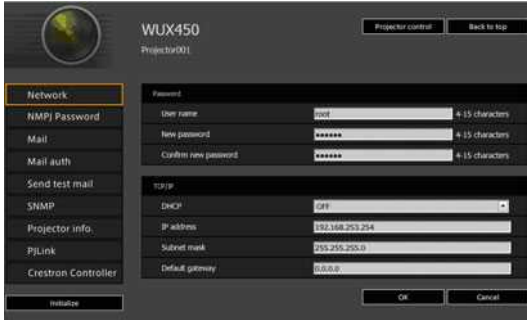 WUX450
Projector001
Projector control
Back to top
Network
NMPJ Password
Mail
Mail auth
Send test mail
SNMP
Projector info.
PJLink
Crestron Controller
Initialize
Password
User name root 4-15 characters
New password •••••• 4-15 characters
Confirm new password •••••• 4-15 characters
TCP/IP
DHCP OFF
IP address 192.168.253.254
Subnet mask 255.255.255.0
Default gateway 0.0.0.0
OK
Cancel